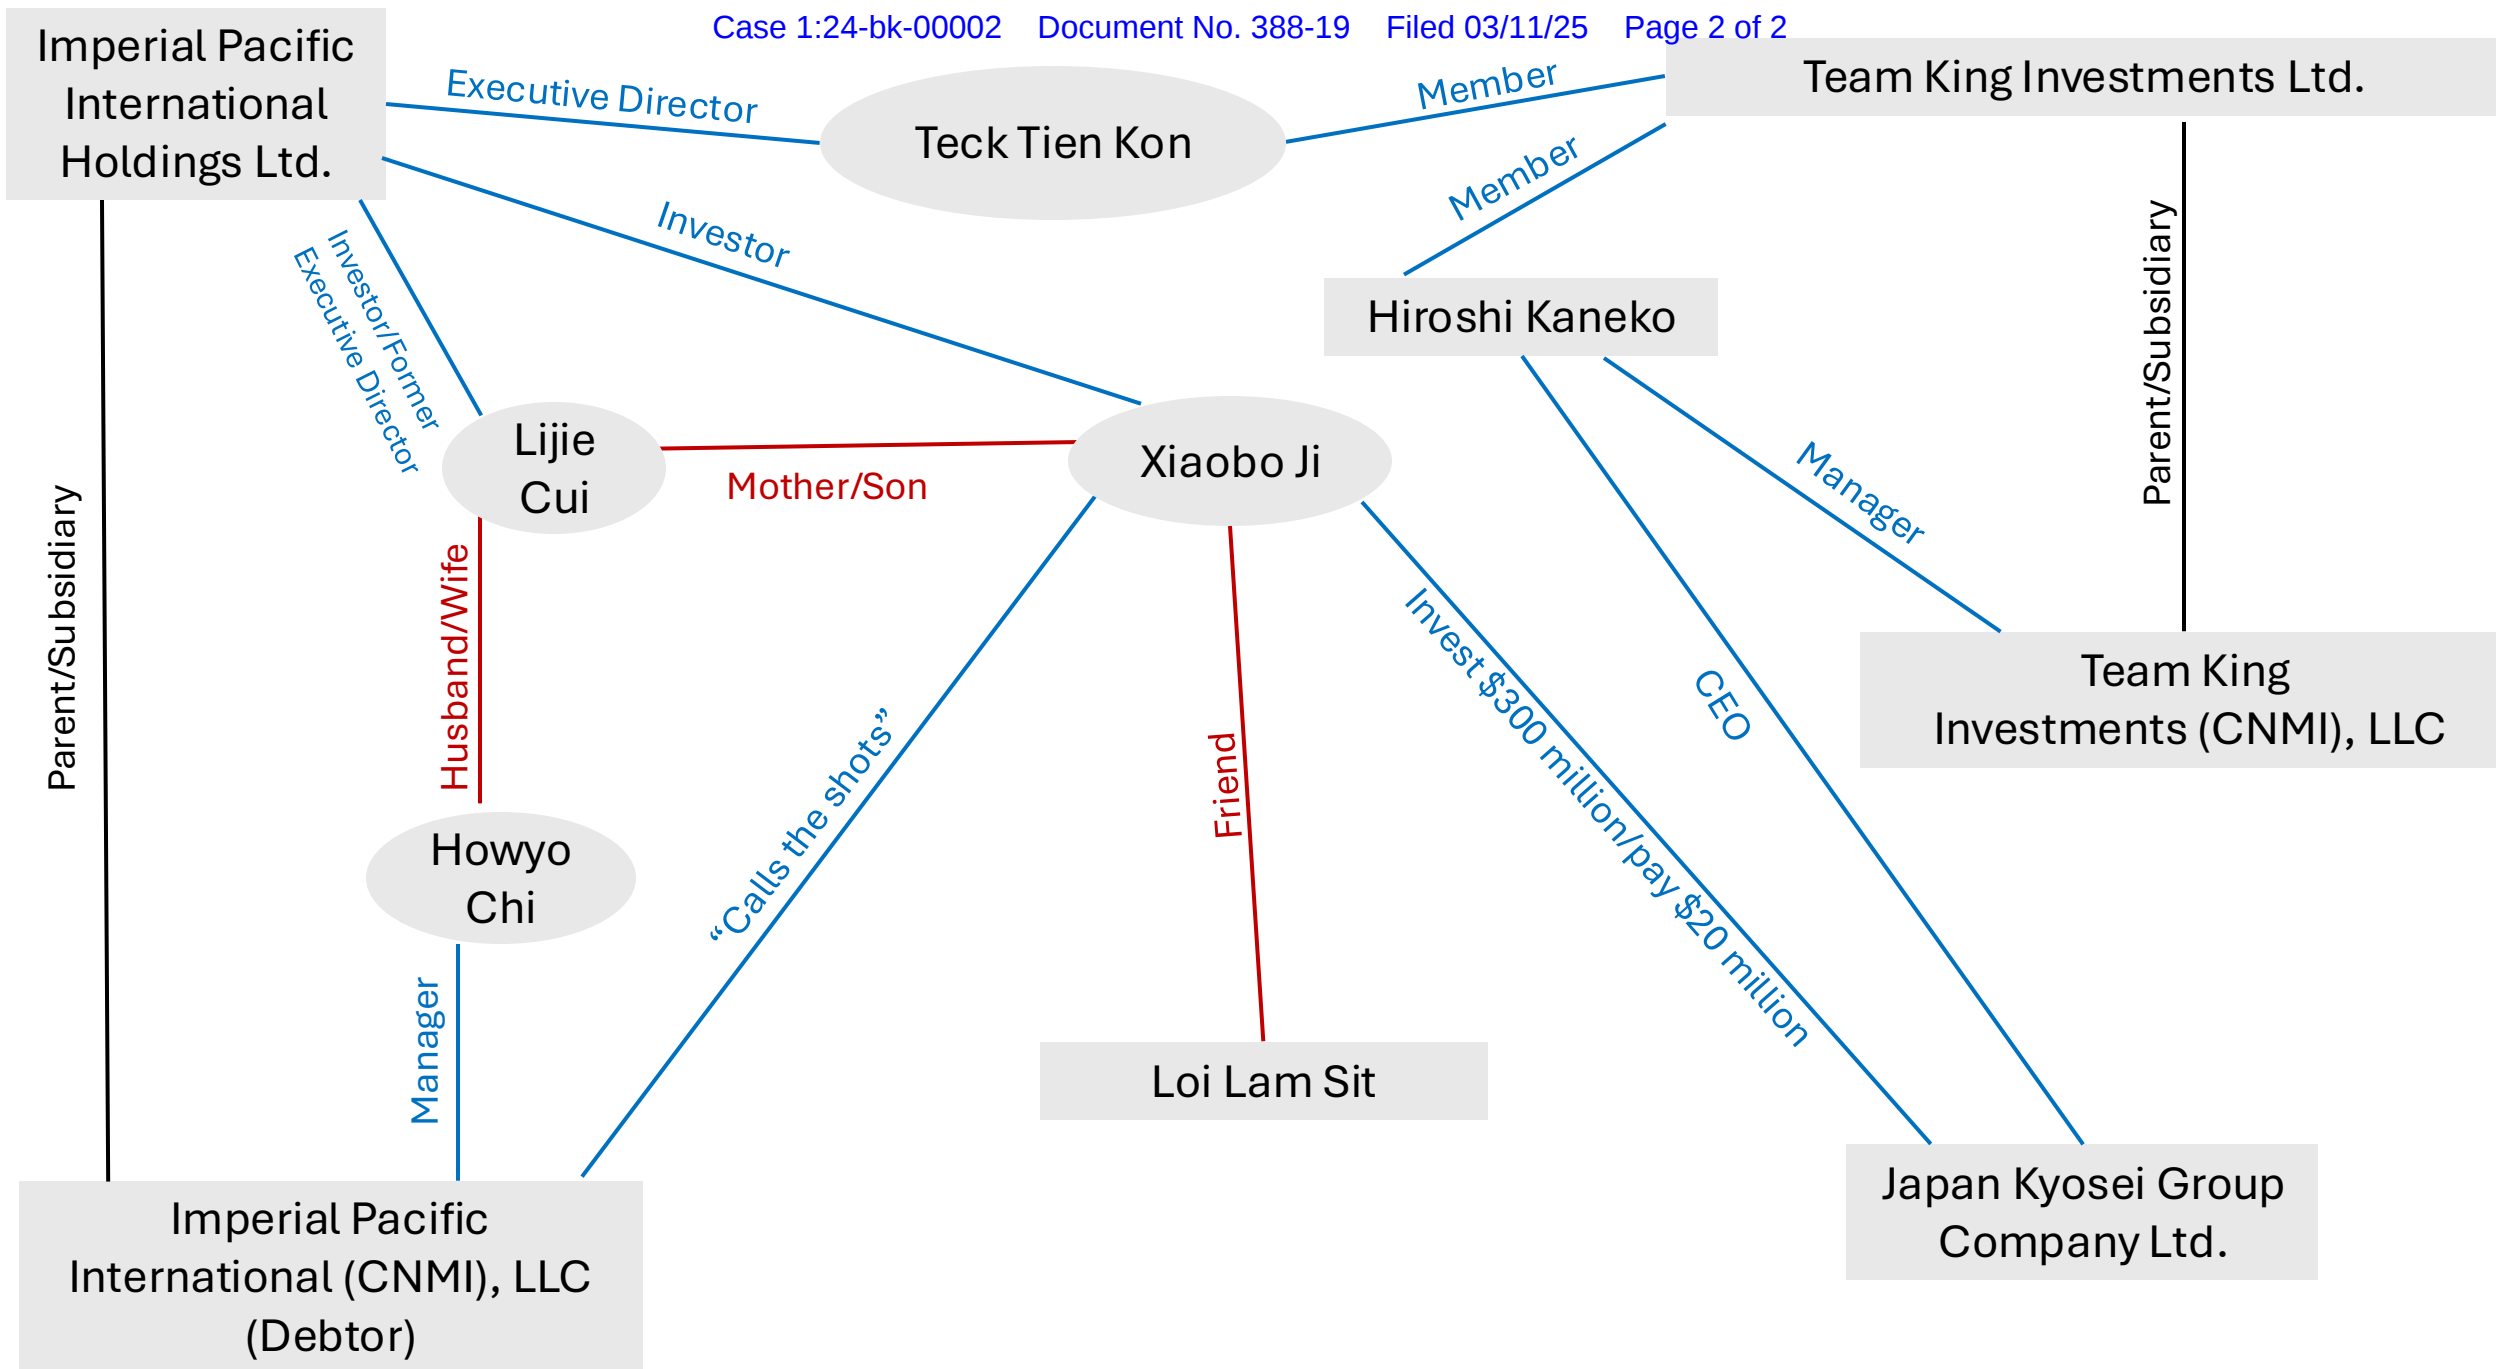 Case 1:24-bk-00002 Document No. 388-19 Filed 03/11/25 Page 2 of 2
Imperial Pacific
International
Holdings Ltd.
Executive Director
Teck Tien Kon
Member
Team King Investments Ltd.
Member
Investor
Investor/Former
Executive Director
Parent/Subsidiary
Hiroshi Kaneko
Lijie
Cui
Mother/Son
Xiaobo Ji
Manager
Parent/Subsidiary
Husband/Wife
Team King
Investments (CNMI), LLC
CEO
Invest $300 million/pay $20 million
Friend
“Calls the shots”
Howyo
Chi
Manager
Loi Lam Sit
Japan Kyosei Group
Company Ltd.
Imperial Pacific
International (CNMI), LLC
(Debtor)